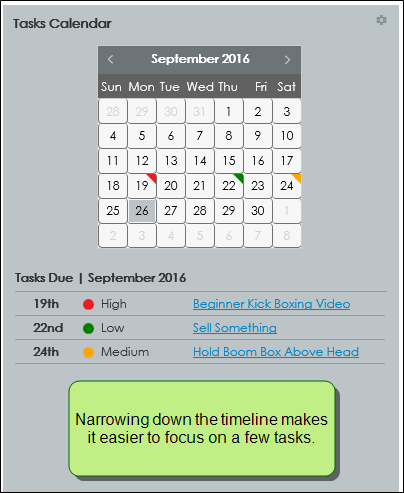 Tasks Calendar
September 2016
Sun Mon Tue Wed Thu Fri Sat
28 29 30 31 1 2 3
4 5 6 7 8 9 10
11 12 13 14 15 16 17
18 19 20 21 22 23 24
25 26 27 28 29 30 1
2 3 4 5 6 7 8
Tasks Due | September 2016
19th High Beginner Kick Boxing Video
22nd Low Sell Something
24th Medium Hold Boom Box Above Head
Narrowing down the timeline makes
it easier to focus on a few tasks.